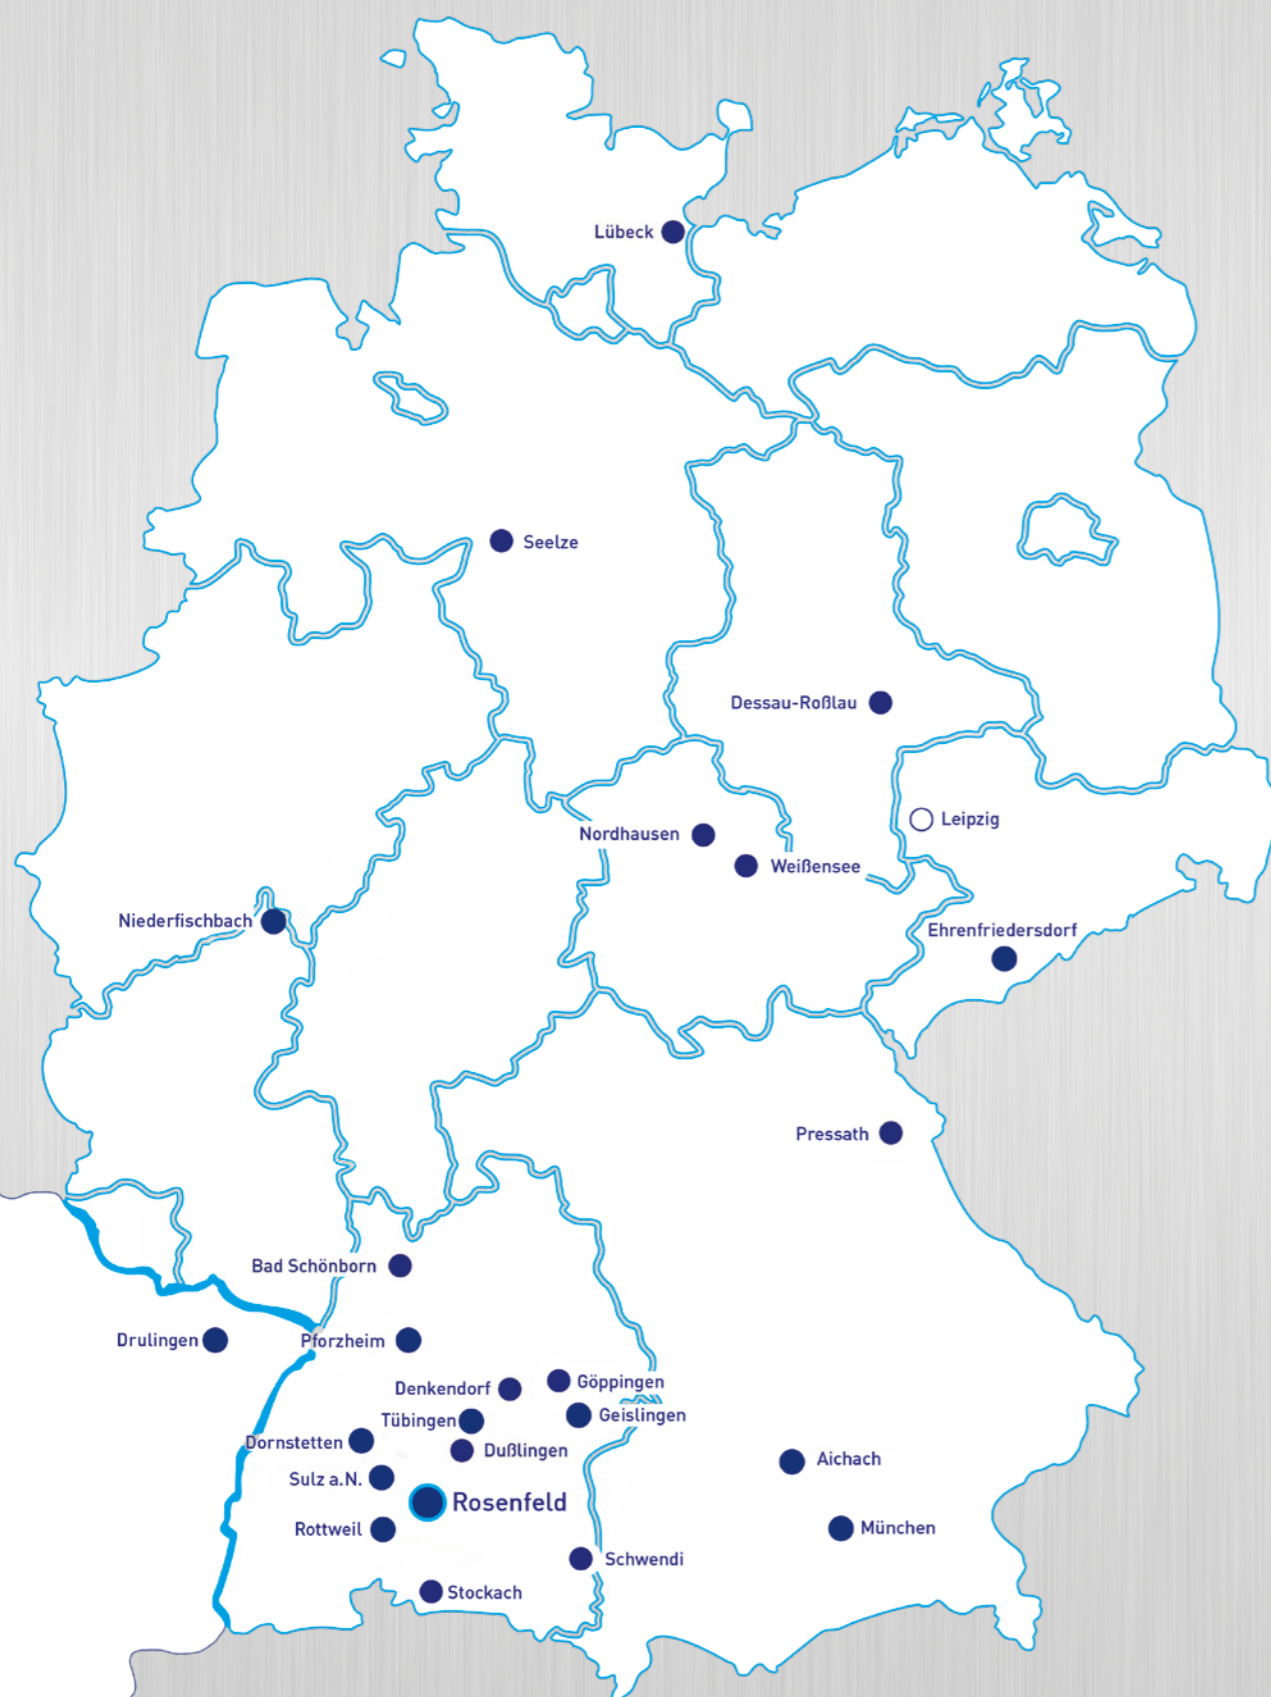 Lübeck
Seelze
Dessau-Roßlau
Leipzig
Nordhausen
Weißensee
Niederfischbach
Ehrenfriedersdorf
Pressath
Bad Schönborn
Drulingen
Pforzheim
Denkendorf
Göppingen
Tübingen
Geislingen
Dornstetten
Dußlingen
Aichach
Sulz a.N.
Rosenfeld
Rottweil
München
Schwendi
Stockach